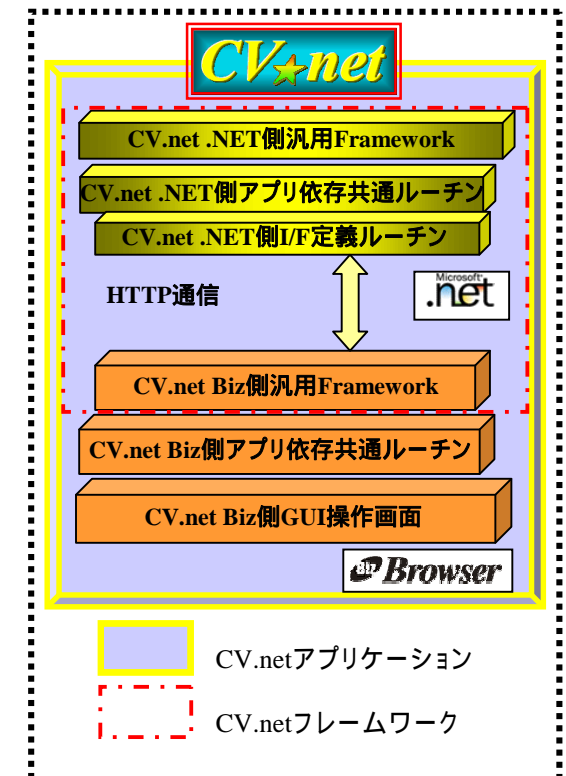 CV★net
CV.net .NET側汎用Framework
CV.net .NET側アプリ依存共通ルーチン
CV.net .NET側I/F定義ルーチン
HTTP通信
Microsoft
.net
CV.net Biz側汎用Framework
CV.net Biz側アプリ依存共通ルーチン
CV.net Biz側GUI操作画面
Biz Browser
CV.netアプリケーション
CV.netフレームワーク